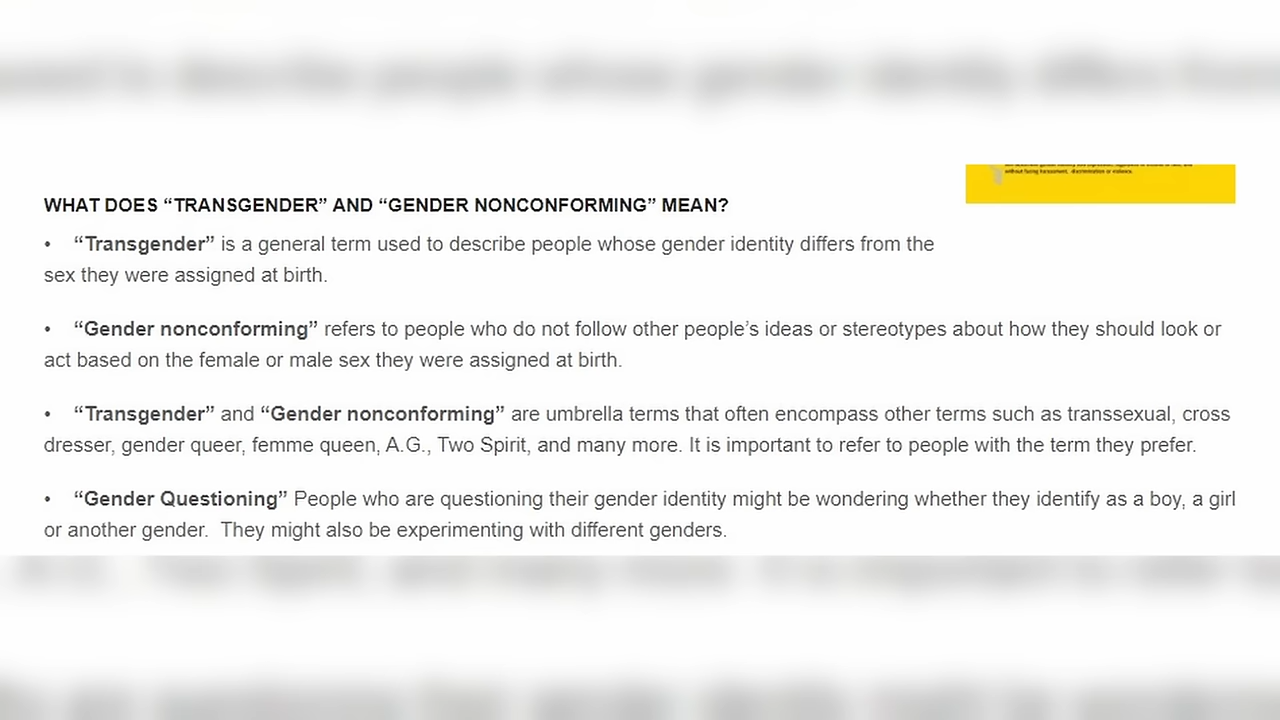 without facing harassment, discrimination or violence.
WHAT DOES “TRANSGENDER” AND “GENDER NONCONFORMING” MEAN?
• “Transgender” is a general term used to describe people whose gender identity differs from the
sex they were assigned at birth.
• “Gender nonconforming” refers to people who do not follow other people’s ideas or stereotypes about how they should look or
act based on the female or male sex they were assigned at birth.
• “Transgender” and “Gender nonconforming” are umbrella terms that often encompass other terms such as transsexual, cross
dresser, gender queer, femme queen, A.G., Two Spirit, and many more. It is important to refer to people with the term they prefer.
• “Gender Questioning” People who are questioning their gender identity might be wondering whether they identify as a boy, a girl
or another gender.  They might also be experimenting with different genders.